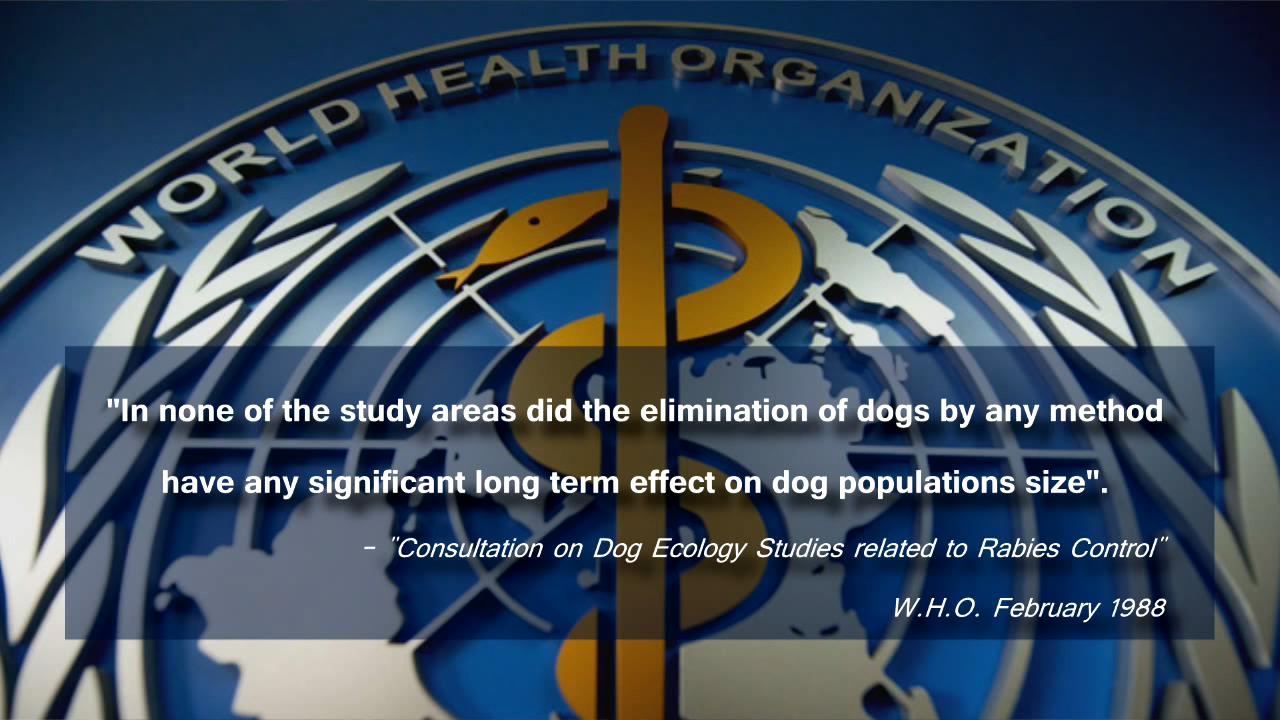 WORLD HEALTH ORGANIZATION
"In none of the study areas did the elimination of dogs by any method
have any significant long term effect on dog populations size".
- "Consultation on Dog Ecology Studies related to Rabies Control"
W.H.O. February 1988